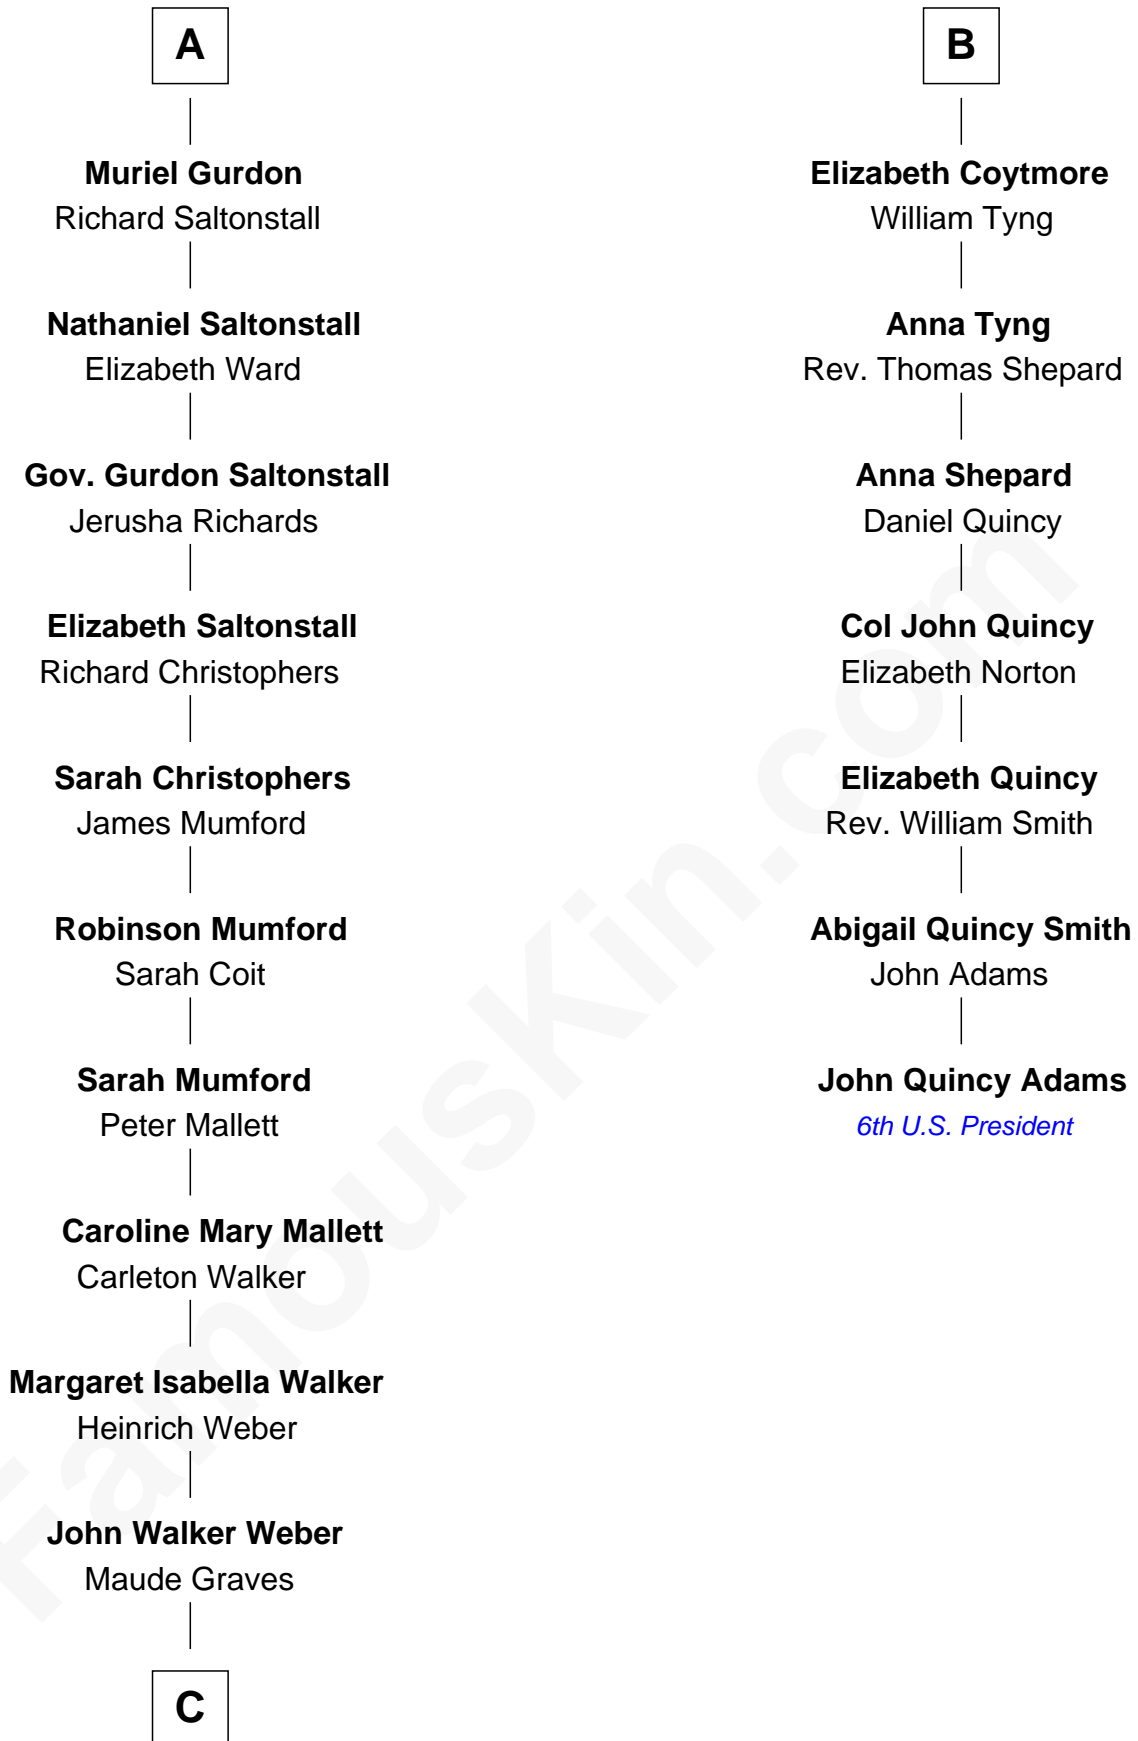 A
Muriel Gurdon
Richard Saltonstall
Nathaniel Saltonstall
Elizabeth Ward
Gov. Gurdon Saltonstall
Jerusha Richards
Elizabeth Saltonstall
Richard Christophers
Sarah Christophers
James Mumford
Robinson Mumford
Sarah Coit
Sarah Mumford
Peter Mallett
Caroline Mary Mallett
Carleton Walker
Margaret Isabella Walker
Heinrich Weber
John Walker Weber
Maude Graves
C
B
Elizabeth Coytmore
William Tyng
Anna Tyng
Rev. Thomas Shepard
Anna Shepard
Daniel Quincy
Col John Quincy
Elizabeth Norton
Elizabeth Quincy
Rev. William Smith
Abigail Quincy Smith
John Adams
John Quincy Adams
6th U.S. President
FamousKin.com